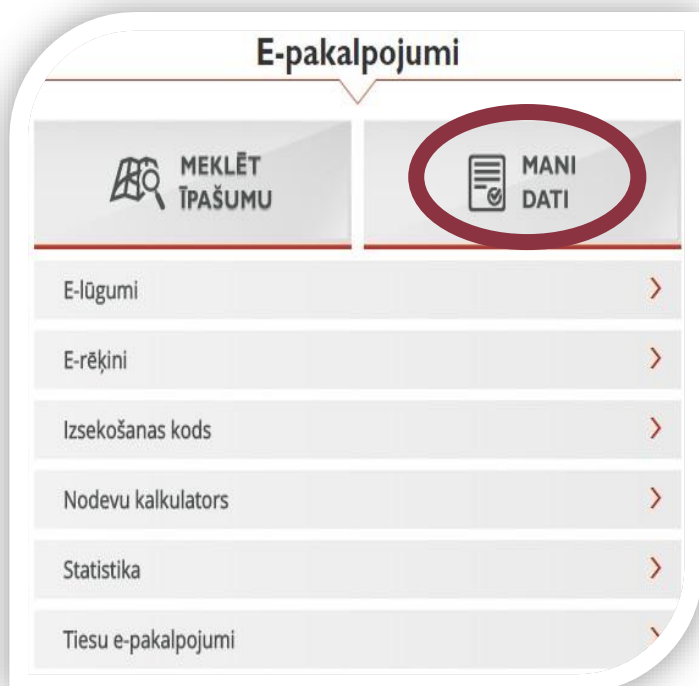 E-pakalpojumi
MEKLĒT
ĪPAŠUMU
MANI
DATI
E-lūgumi
E-rēķini
Izsekošanas kods
Nodevu kalkulators
Statistika
Tiesu e-pakalpojumi